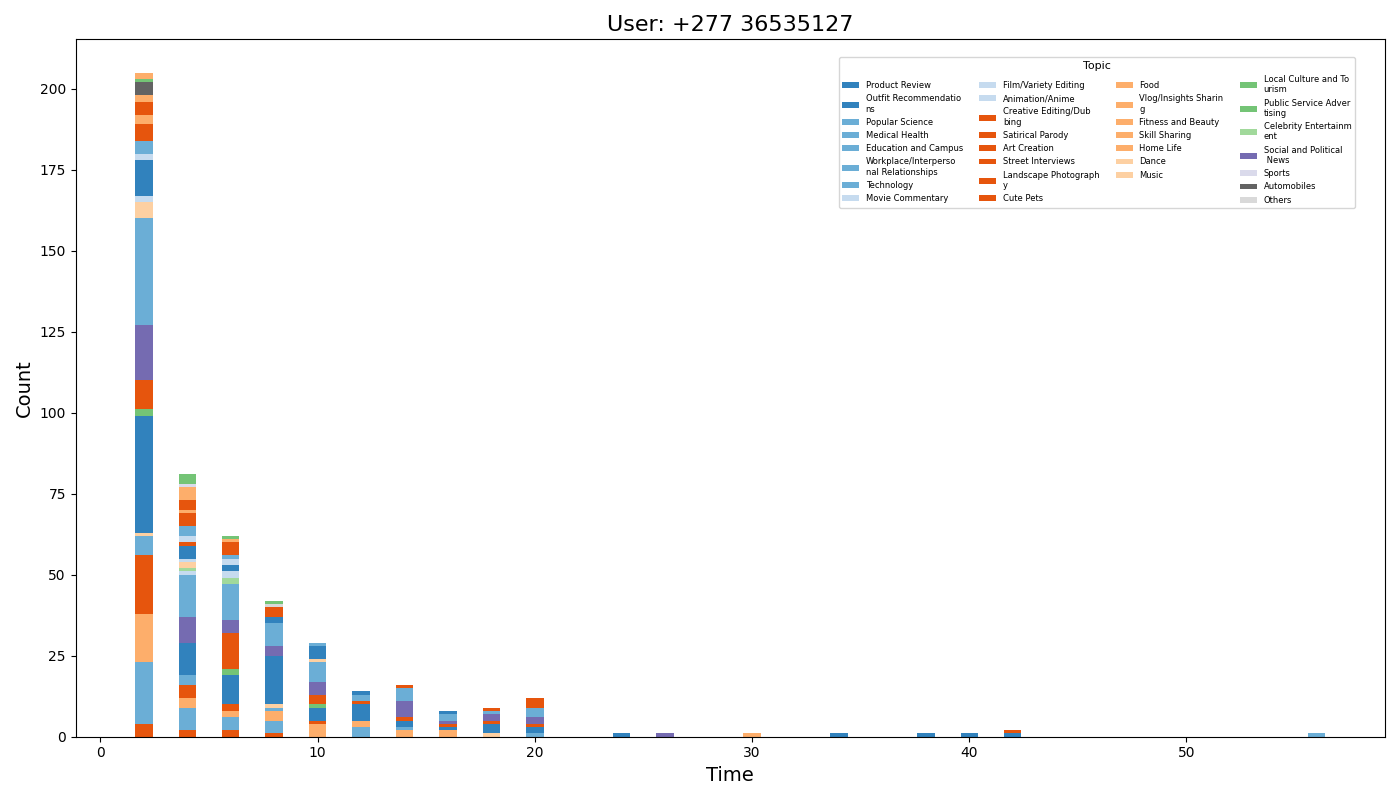 User: +277 36535127
Topic
Product Review
Outfit Recommendatio
ns
Popular Science
Medical Health
Education and Campus
Workplace/Interperso
nal Relationships
Technology
Movie Commentary
Film/Variety Editing
Animation/Anime
Creative Editing/Dub
bing
Satirical Parody
Art Creation
Street Interviews
Landscape Photograph
y
Cute Pets
Food
Vlog/Insights Sharin
g
Fitness and Beauty
Skill Sharing
Home Life
Dance
Music
Local Culture and To
urism
Public Service Adver
tising
Celebrity Entertainm
ent
Social and Political
News
Sports
Automobiles
Others
Count
200
175
150
125
100
75
50
25
0
0 10 20 30 40 50
Time